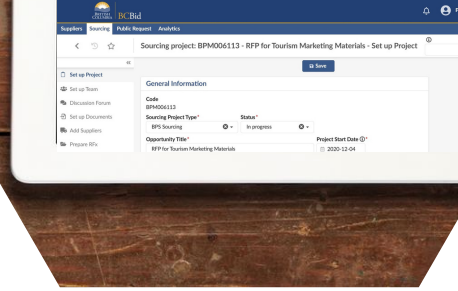 BRITISH
COLUMBIA
BCBid
Suppliers Sourcing Public Request Analytics
Sourcing project: BPM006113 - RFP for Tourism Marketing Materials - Set up Project
Save
Set up Project
Set up Team
Discussion Forum
Set up Documents
Add Suppliers
Prepare RFx
General Information
Code
BPM006113
Sourcing Project Type* Status*
BPS Sourcing In progress
Opportunity Title* Project Start Date *
RFP for Tourism Marketing Materials 2020-12-04